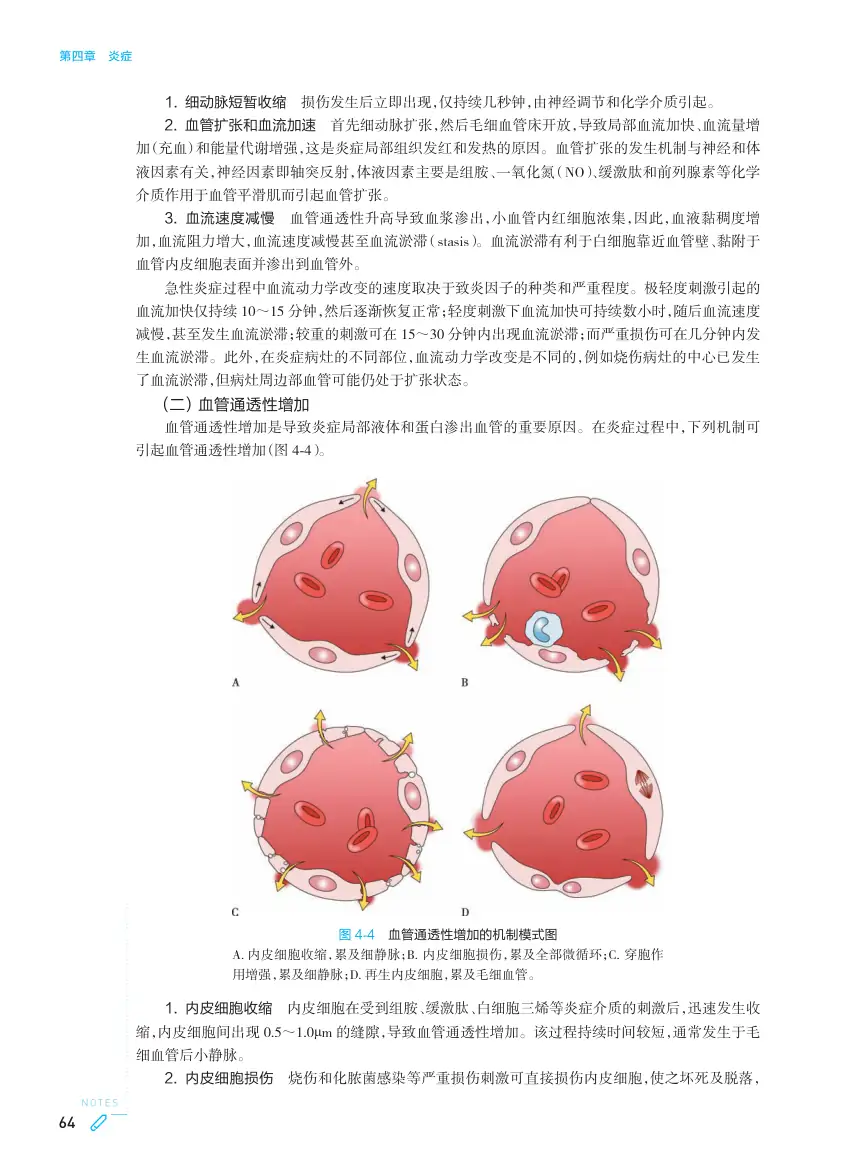 第四章　炎症
1. 细动脉短暂收缩　损伤发生后立即出现,仅持续几秒钟,由神经调节和化学介质引起。
2. 血管扩张和血流加速　首先细动脉扩张,然后毛细血管床开放,导致局部血流加快、血流量增
加(充血)和能量代谢增强,这是炎症局部组织发红和发热的原因。血管扩张的发生机制与神经和体
液因素有关,神经因素即轴突反射,体液因素主要是组胺、一氧化氮(NO)、缓激肽和前列腺素等化学
介质作用于血管平滑肌而引起血管扩张。
3. 血流速度减慢　血管通透性升高导致血浆渗出,小血管内红细胞浓集,因此,血液黏稠度增
加,血流阻力增大,血流速度减慢甚至血流淤滞(stasis)。血流淤滞有利于白细胞靠近血管壁、黏附于
血管内皮细胞表面并渗出到血管外。
急性炎症过程中血流动力学改变的速度取决于致炎因子的种类和严重程度。极轻度刺激引起的
血流加快仅持续 10～15 分钟,然后逐渐恢复正常;轻度刺激下血流加快可持续数小时,随后血流速度
减慢,甚至发生血流淤滞;较重的刺激可在 15～30 分钟内出现血流淤滞;而严重损伤可在几分钟内发
生血流淤滞。此外,在炎症病灶的不同部位,血流动力学改变是不同的,例如烧伤病灶的中心已发生
了血流淤滞,但病灶周边部血管可能仍处于扩张状态。
(二) 血管通透性增加
血管通透性增加是导致炎症局部液体和蛋白渗出血管的重要原因。在炎症过程中,下列机制可
引起血管通透性增加(图 4-4)。
A
B
C
D
图 4-4　血管通透性增加的机制模式图
A. 内皮细胞收缩,累及细静脉;B. 内皮细胞损伤,累及全部微循环;C. 穿胞作
用增强,累及细静脉;D. 再生内皮细胞,累及毛细血管。
1. 内皮细胞收缩　内皮细胞在受到组胺、缓激肽、白细胞三烯等炎症介质的刺激后,迅速发生收
缩,内皮细胞间出现 0.5～1.0μm 的缝隙,导致血管通透性增加。该过程持续时间较短,通常发生于毛
细血管后小静脉。
2. 内皮细胞损伤　烧伤和化脓菌感染等严重损伤刺激可直接损伤内皮细胞,使之坏死及脱落,
NOTES
64